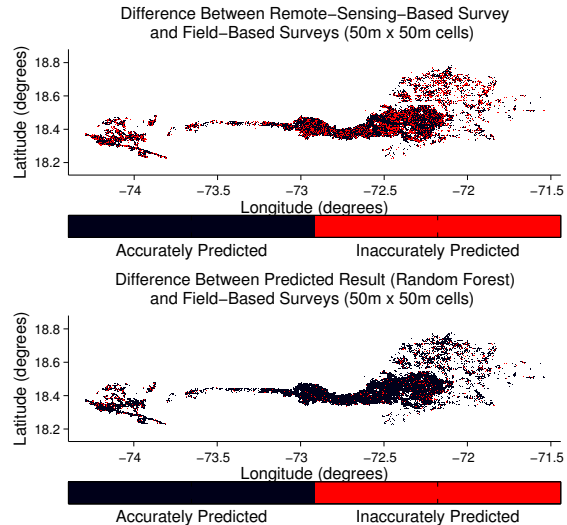 Difference Between Remote−Sensing−Based Survey
and Field−Based Surveys (50m x 50m cells)
Latitude (degrees)
18.8
18.6
18.4
18.2
−74 −73.5 −73 −72.5 −72 −71.5
Longitude (degrees)
Accurately Predicted Inaccurately Predicted
Difference Between Predicted Result (Random Forest)
and Field−Based Surveys (50m x 50m cells)
Latitude (degrees)
18.8
18.6
18.4
18.2
−74 −73.5 −73 −72.5 −72 −71.5
Longitude (degrees)
Accurately Predicted Inaccurately Predicted